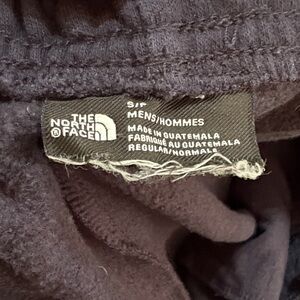 THE
NORTH
FACE
®
S/P
MENS/HOMMES
MADE IN GUATEMALA
FABRIQUÉ AU GUATEMALA
REGULAR/NORMALE